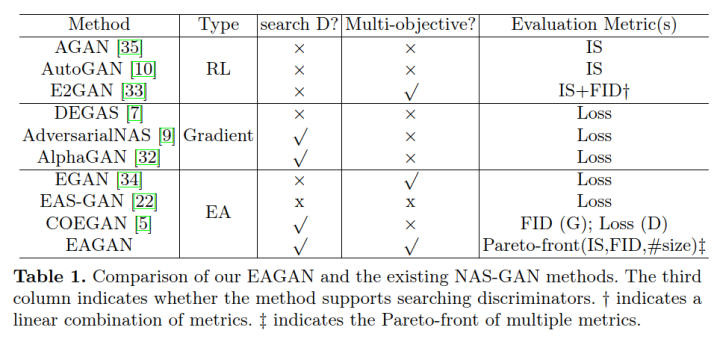 Method Type search D? Multi-objective? Evaluation Metric(s)
AGAN [35] × × IS
AutoGAN [10] RL × × IS
E2GAN [33] × √ IS+FID†
DEGAS [7] × × Loss
AdversarialNAS [9] Gradient √ × Loss
AlphaGAN [32] √ × Loss
EGAN [34] × √ Loss
EAS-GAN [22] EA x x Loss
COEGAN [5] √ × FID (G); Loss (D)
EAGAN √ √ Pareto-front(IS,FID,#size)‡
Table 1. Comparison of our EAGAN and the existing NAS-GAN methods. The third
column indicates whether the method supports searching discriminators. † indicates a
linear combination of metrics. ‡ indicates the Pareto-front of multiple metrics.